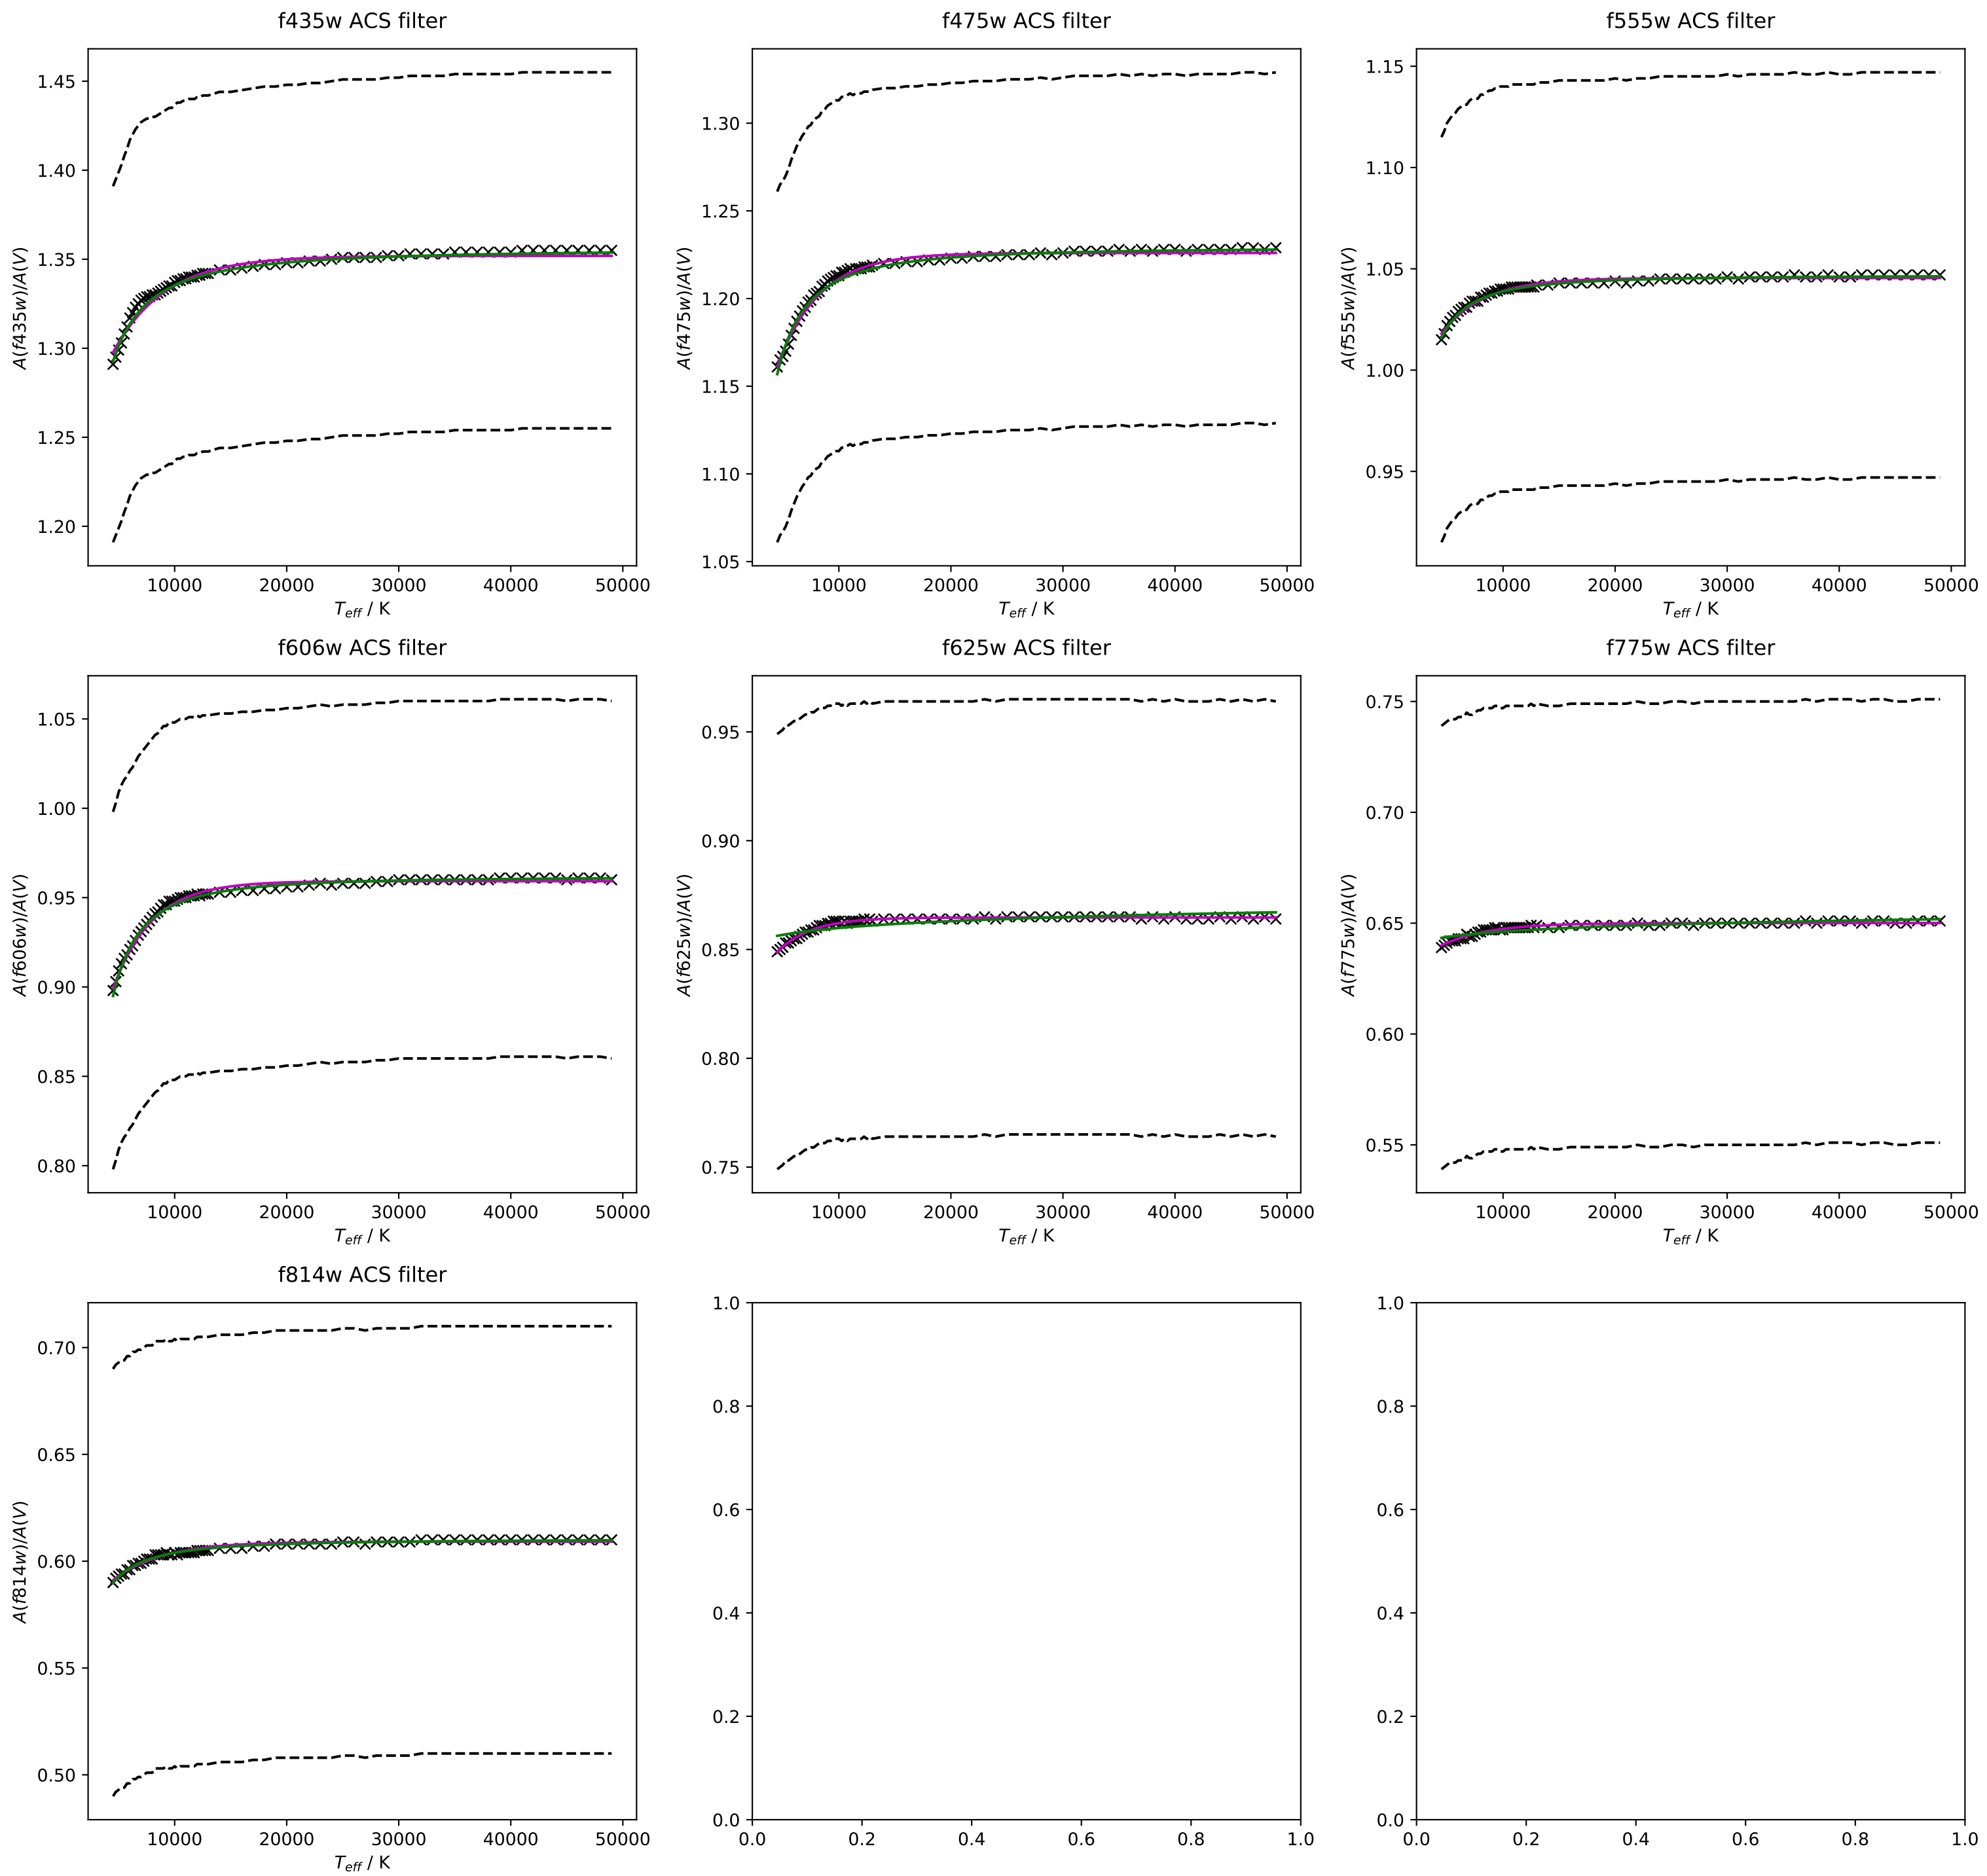 f435w ACS filter
f475w ACS filter
f555w ACS filter
A(f435w)/A(V)
1.45
1.40
1.35
1.30
1.25
1.20
10000 20000 30000 40000 50000
T_eff / K
A(f475w)/A(V)
1.30
1.25
1.20
1.15
1.10
1.05
10000 20000 30000 40000 50000
T_eff / K
A(f555w)/A(V)
1.15
1.10
1.05
1.00
0.95
10000 20000 30000 40000 50000
T_eff / K
f606w ACS filter
f625w ACS filter
f775w ACS filter
A(f606w)/A(V)
1.05
1.00
0.95
0.90
0.85
0.80
10000 20000 30000 40000 50000
T_eff / K
A(f625w)/A(V)
0.95
0.90
0.85
0.80
0.75
10000 20000 30000 40000 50000
T_eff / K
A(f775w)/A(V)
0.75
0.70
0.65
0.60
0.55
10000 20000 30000 40000 50000
T_eff / K
f814w ACS filter
A(f814w)/A(V)
0.70
0.65
0.60
0.55
0.50
10000 20000 30000 40000 50000
T_eff / K
1.0
0.8
0.6
0.4
0.2
0.0
0.0 0.2 0.4 0.6 0.8 1.0
1.0
0.8
0.6
0.4
0.2
0.0
0.0 0.2 0.4 0.6 0.8 1.0